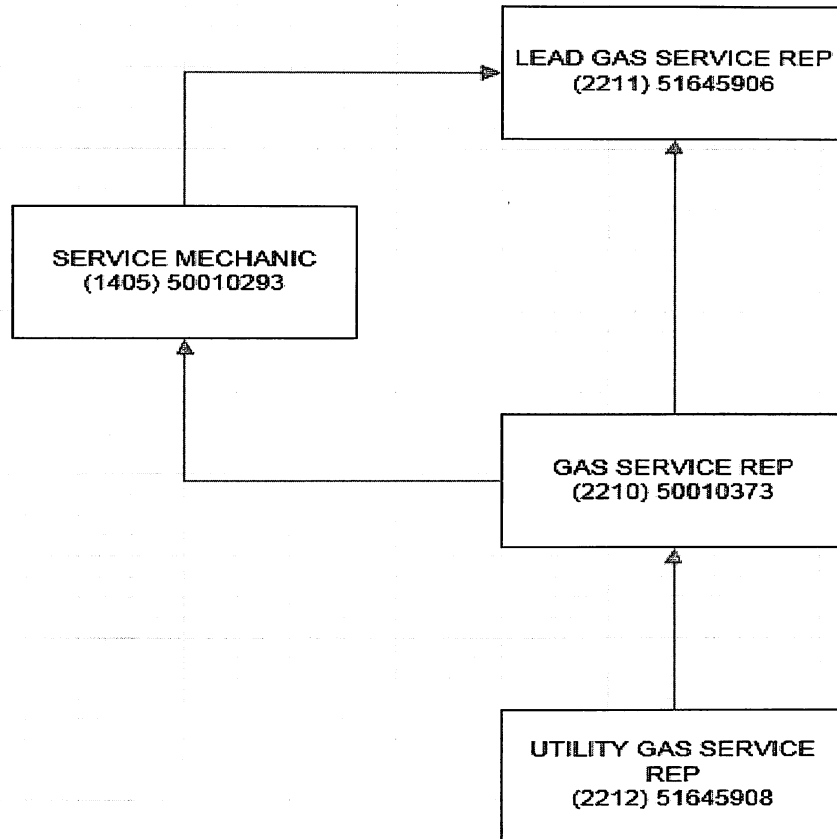 LEAD GAS SERVICE REP
(2211) 51645906
SERVICE MECHANIC
(1405) 50010293
GAS SERVICE REP
(2210) 50010373
UTILITY GAS SERVICE
REP
(2212) 51645908